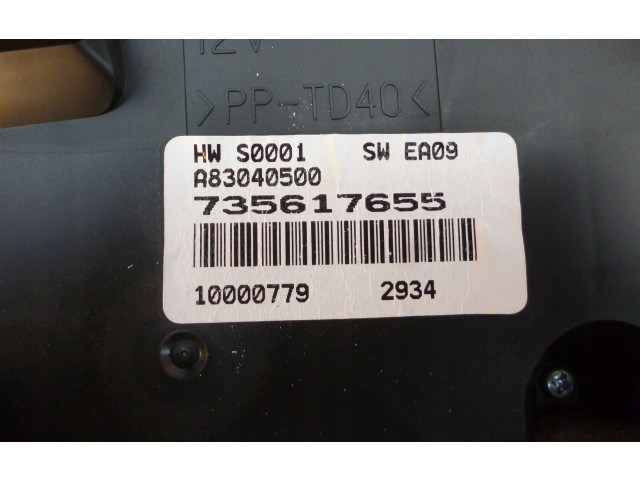 12V
>PP-TD40<
HW S0001 SW EA09
A83040500
735617655
10000779 2934